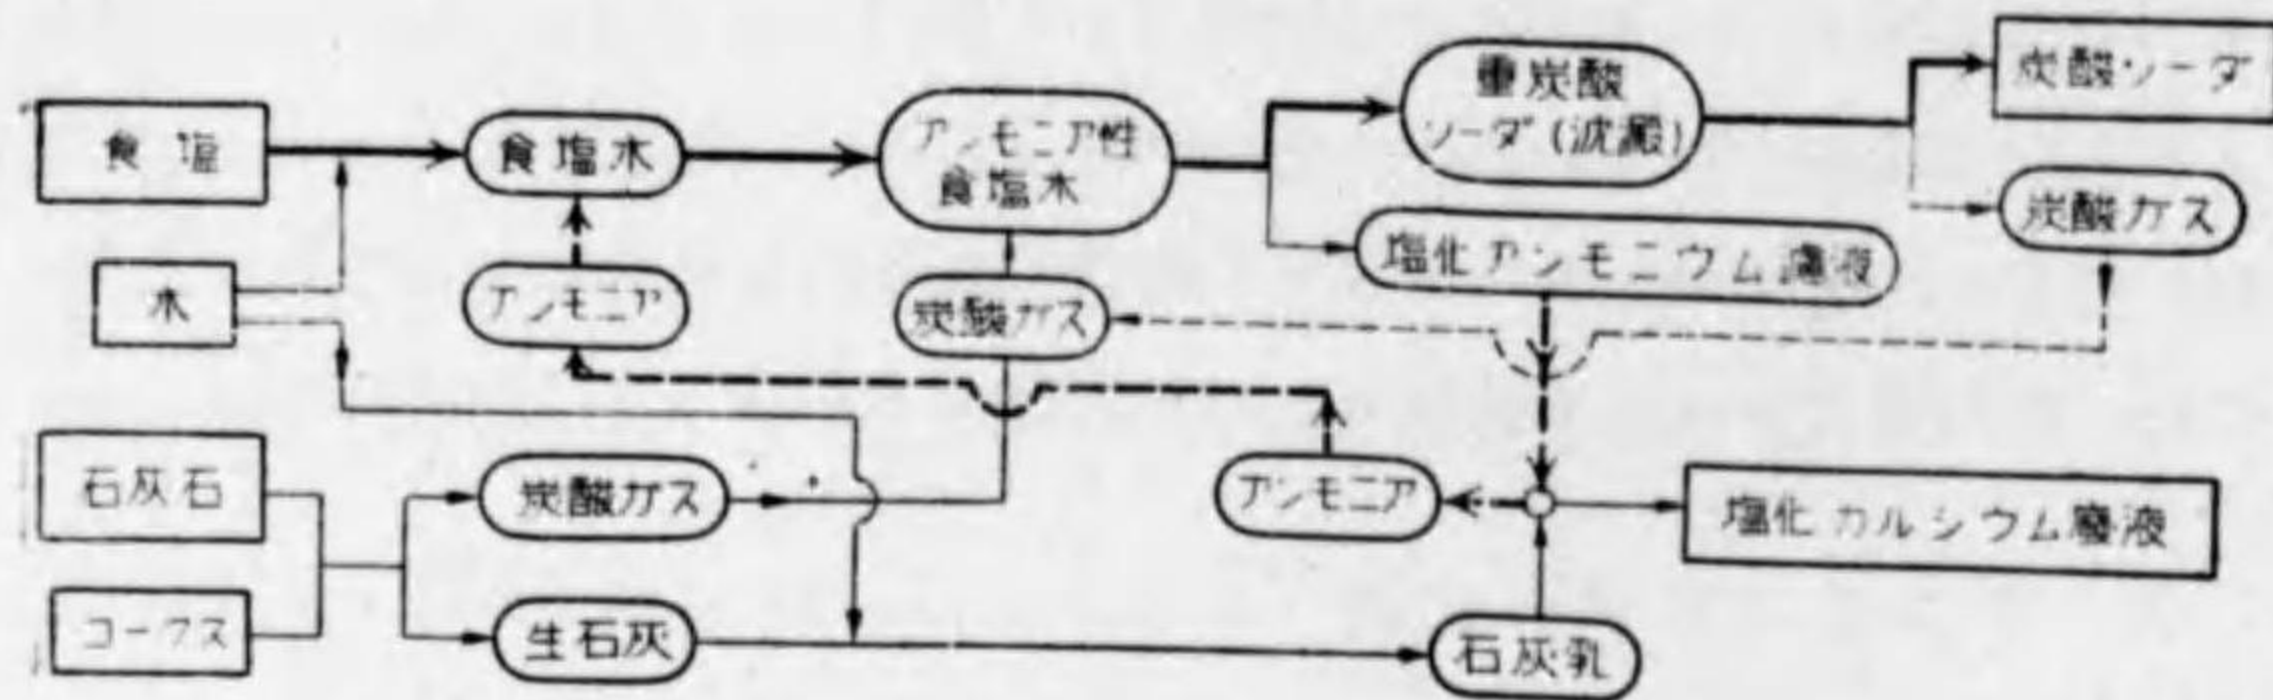 食塩
食塩水
アンモニア性
食塩水
重炭酸
ソーダ(沈澱)
炭酸ソーダ
炭酸ガス
水
アンモニア
炭酸ガス
塩化アンモニウム濾液
石灰石
炭酸ガス
アンモニア
塩化カルシウム廢液
コークス
生石灰
石灰乳